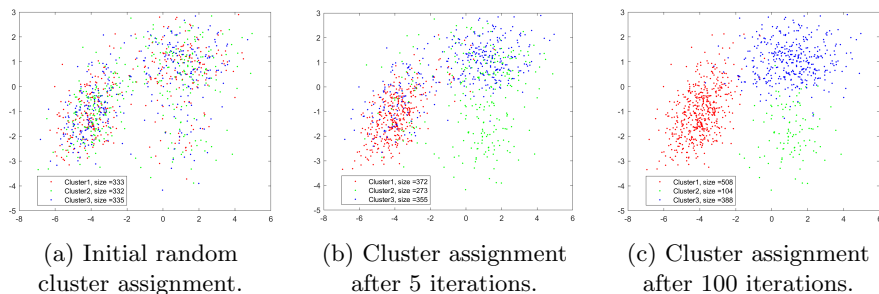 3
2
1
0
-1
-2
-3
-4
-5
-8 -6 -4 -2 0 2 4 6
Cluster1, size =333
Cluster2, size =332
Cluster3, size =335
(a) Initial random
cluster assignment.
3
2
1
0
-1
-2
-3
-4
-5
-8 -6 -4 -2 0 2 4 6
Cluster1, size =372
Cluster2, size =273
Cluster3, size =355
(b) Cluster assignment
after 5 iterations.
3
2
1
0
-1
-2
-3
-4
-5
-8 -6 -4 -2 0 2 4 6
Cluster1, size =508
Cluster2, size =104
Cluster3, size =388
(c) Cluster assignment
after 100 iterations.